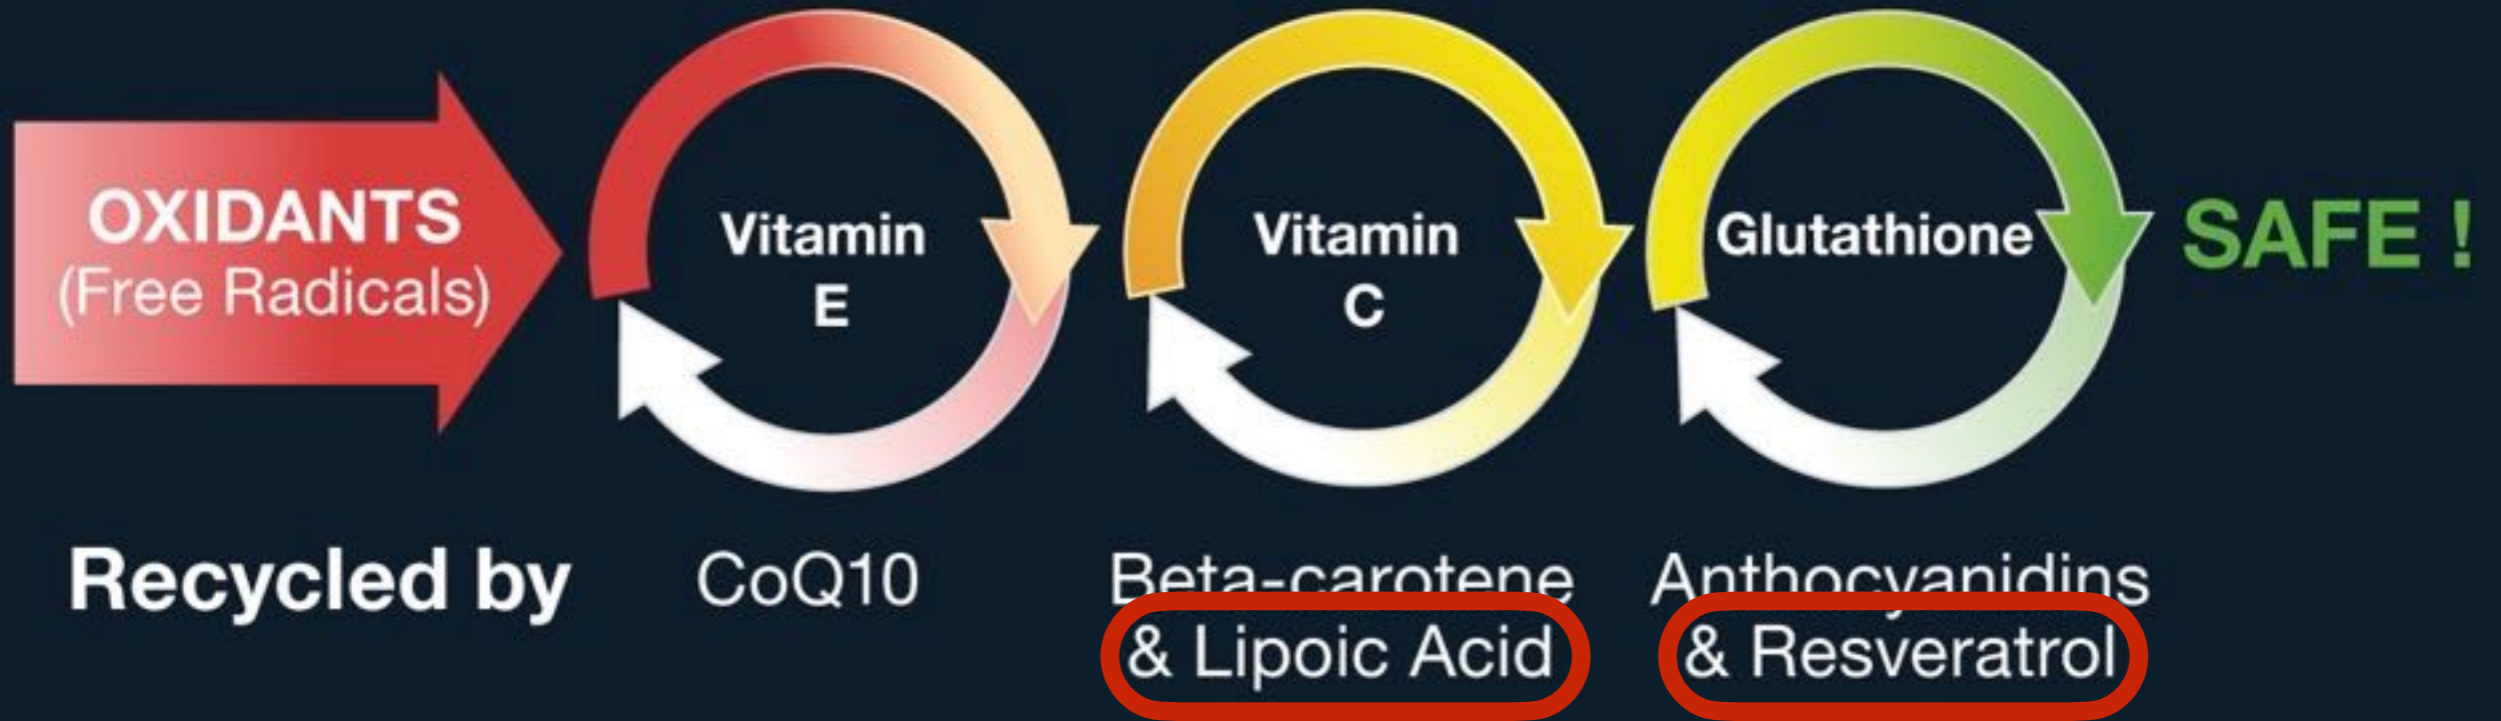 OXIDANTS
(Free Radicals)
Vitamin
E
Vitamin
C
Glutathione
SAFE !
Recycled by
CoQ10
Beta-carotene
& Lipoic Acid
Anthocyanidins
& Resveratrol